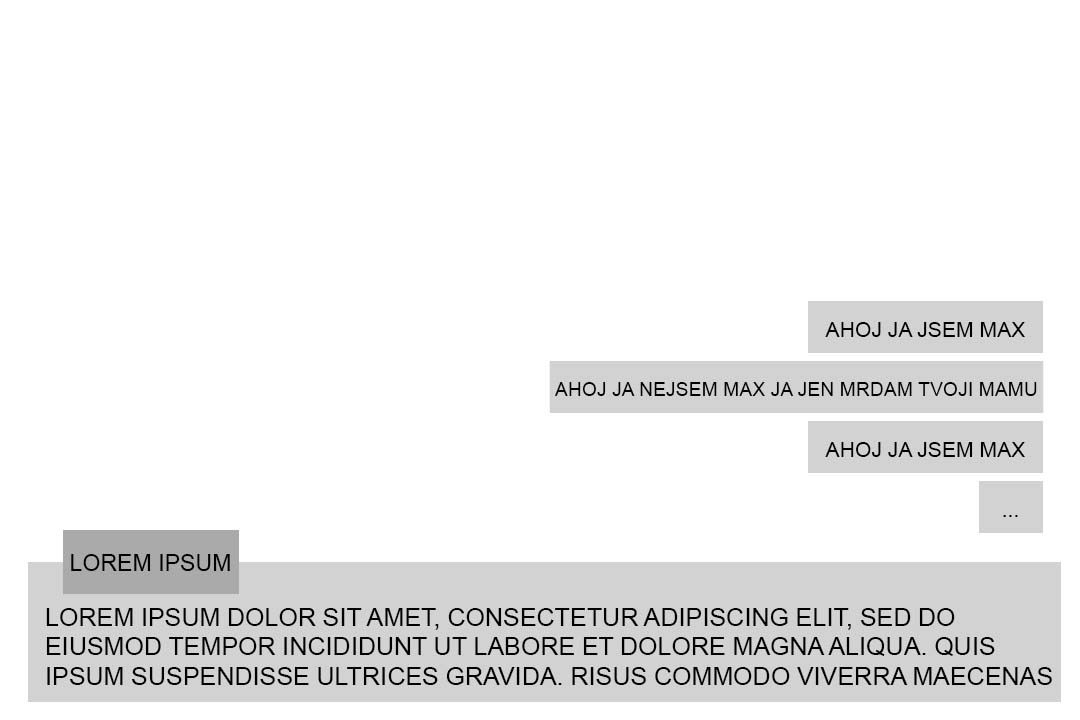 AHOJ JA JSEM MAX
AHOJ JA NEJSEM MAX JA JEN MRDAM TVOJI MAMU
AHOJ JA JSEM MAX
...
LOREM IPSUM
LOREM IPSUM DOLOR SIT AMET, CONSECTETUR ADIPISCING ELIT, SED DO
EIUSMOD TEMPOR INCIDIDUNT UT LABORE ET DOLORE MAGNA ALIQUA. QUIS
IPSUM SUSPENDISSE ULTRICES GRAVIDA. RISUS COMMODO VIVERRA MAECENAS